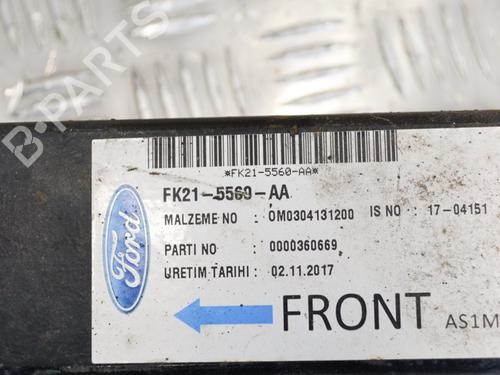 *FK21-5560-AA*
FK21-5560-AA
MALZEME NO : OM0304131200 IS NO : 17-04151
PARTI NO : 0000360669
URETIM TARIHI : 02.11.2017
Ford
FRONT AS1M
B-PARTS